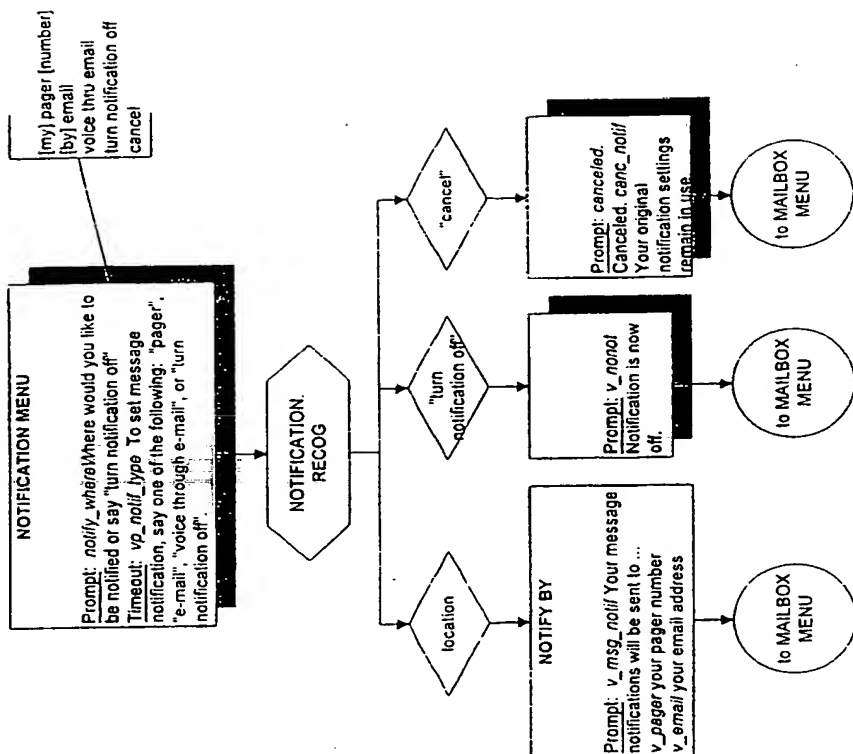 [my] pager [number]
[by] email
voice thru email
turn notification off
cancel
NOTIFICATION MENU
Prompt: notify_whereWhere would you like to
be notified or say "turn notification off"
Timeout: vp_notif_type To set message
notification, say one of the following: "pager",
"e-mail", "voice through e-mail", or "turn
notification off".
NOTIFICATION.
RECOG
location
"turn
notification off"
"cancel"
NOTIFY BY
Prompt: v_msg_notif Your message
notifications will be sent to ...
v_pager your pager number
v_email your email address
Prompt: v_nonot
Notification is now
off.
Prompt: canceled.
Canceled. canc_notif
Your original
notification settings
remain in use.
to MAILBOX
MENU
to MAILBOX
MENU
to MAILBOX
MENU